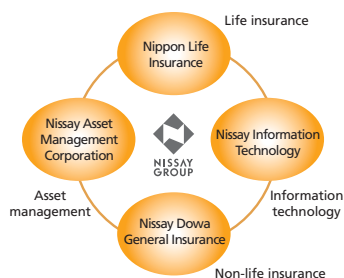 Life insurance
Nippon Life
Insurance
Nissay Asset
Management
Corporation
NISSAY
GROUP
Nissay Information
Technology
Asset
management
Information
technology
Nissay Dowa
General Insurance
Non-life insurance